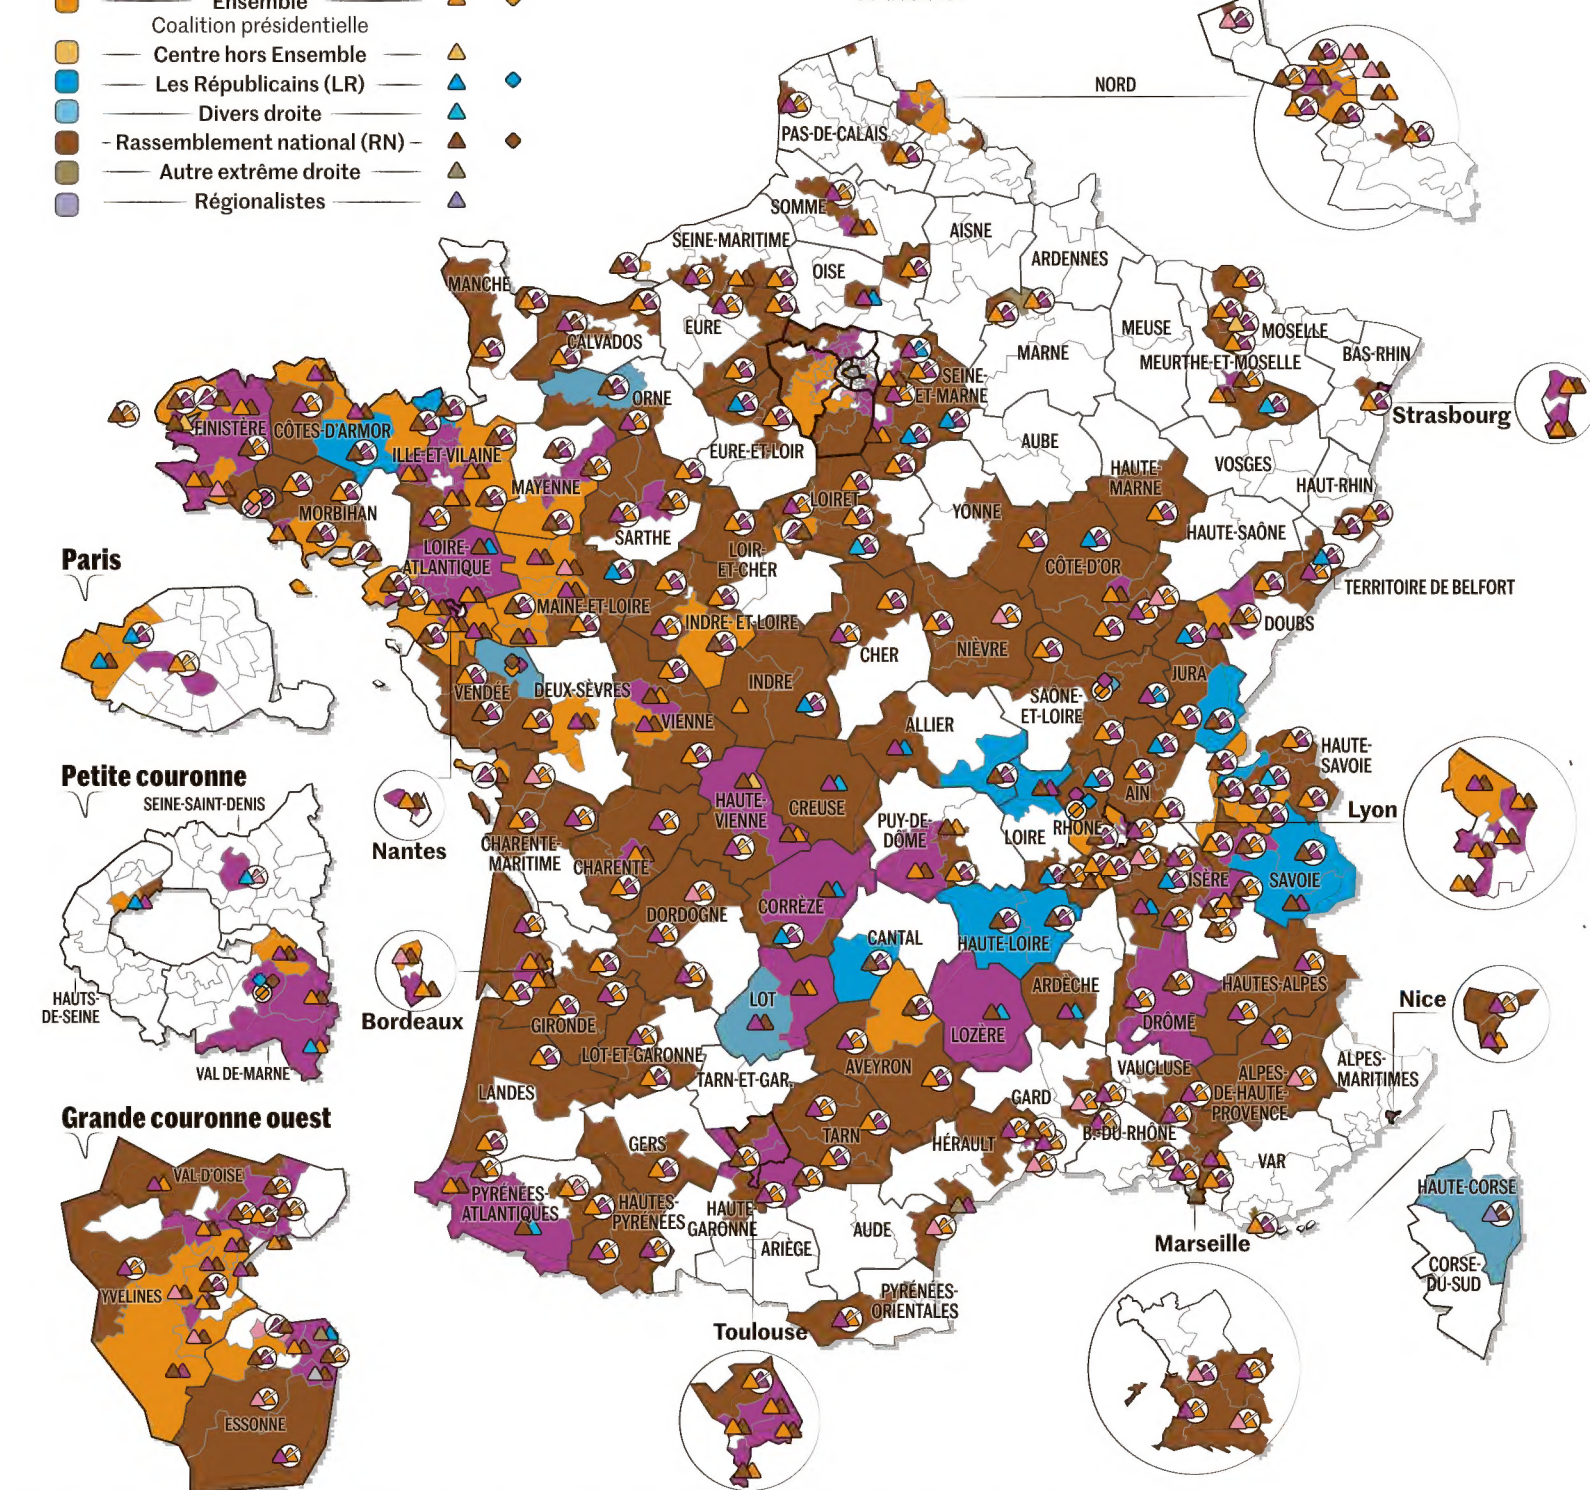 Ensemble
Coalition présidentielle
Centre hors Ensemble
Les Républicains (LR)
Divers droite
Rassemblement national (RN)
Autre extrême droite
Régionalistes
NORD
PAS-DE-CALAIS
SOMME
SEINE-MARITIME
AISNE
OISE
ARDENNES
MANCHE
EURE
CALVADOS
MEUSE
MOSELLE
MARNE
MEURTHE-ET-MOSELLE
BAS-RHIN
SEINE-
ET-MARNE
ORNE
Strasbourg
FINISTÈRE
CÔTES-D'ARMOR
ILLE-ET-VILAINE
EURE-ET-LOIR
AUBE
VOSGES
HAUTE-
MARNE
MAYENNE
HAUT-RHIN
MORBIHAN
LOIRET
YONNE
SARTHE
HAUTE-SAÔNE
LOIRE-
ATLANTIQUE
LOIR-
ET-CHER
CÔTE-D'OR
Paris
TERRITOIRE DE BELFORT
MAINE-ET-LOIRE
INDRE-ET-LOIRE
DOUBS
CHER
NIÈVRE
JURA
VENDÉE
DEUX-SÈVRES
INDRE
SAÔNE-
ET-LOIRE
VIENNE
ALLIER
HAUTE-
SAVOIE
Petite couronne
SEINE-SAINT-DENIS
AIN
HAUTE-
VIENNE
CREUSE
Lyon
PUY-DE-
DÔME
LOIRE
RHÔNE
Nantes
CHARENTE-
MARITIME
CHARENTE
ISÈRE
SAVOIE
CORRÈZE
DORDOGNE
CANTAL
HAUTE-LOIRE
ARDÈCHE
HAUTES-ALPES
HAUTS-
DE-SEINE
LOT
Nice
Bordeaux
GIRONDE
LOZÈRE
DRÔME
LOT-ET-GARONNE
AVEYRON
VAL DE-MARNE
TARN-ET-GAR.
VAUCLUSE
ALPES-
DE-HAUTE-
PROVENCE
ALPES-
MARITIMES
LANDES
GARD
Grande couronne ouest
GERS
TARN
HÉRAULT
B.-DU-RHÔNE
VAR
VAL-D'OISE
PYRÉNÉES-
ATLANTIQUES
HAUTES-
PYRÉNÉES
HAUTE-
GARONNE
AUDE
HAUTE-CORSE
ARIÈGE
Marseille
CORSE-
DU-SUD
YVELINES
PYRÉNÉES-
ORIENTALES
Toulouse
ESSONNE